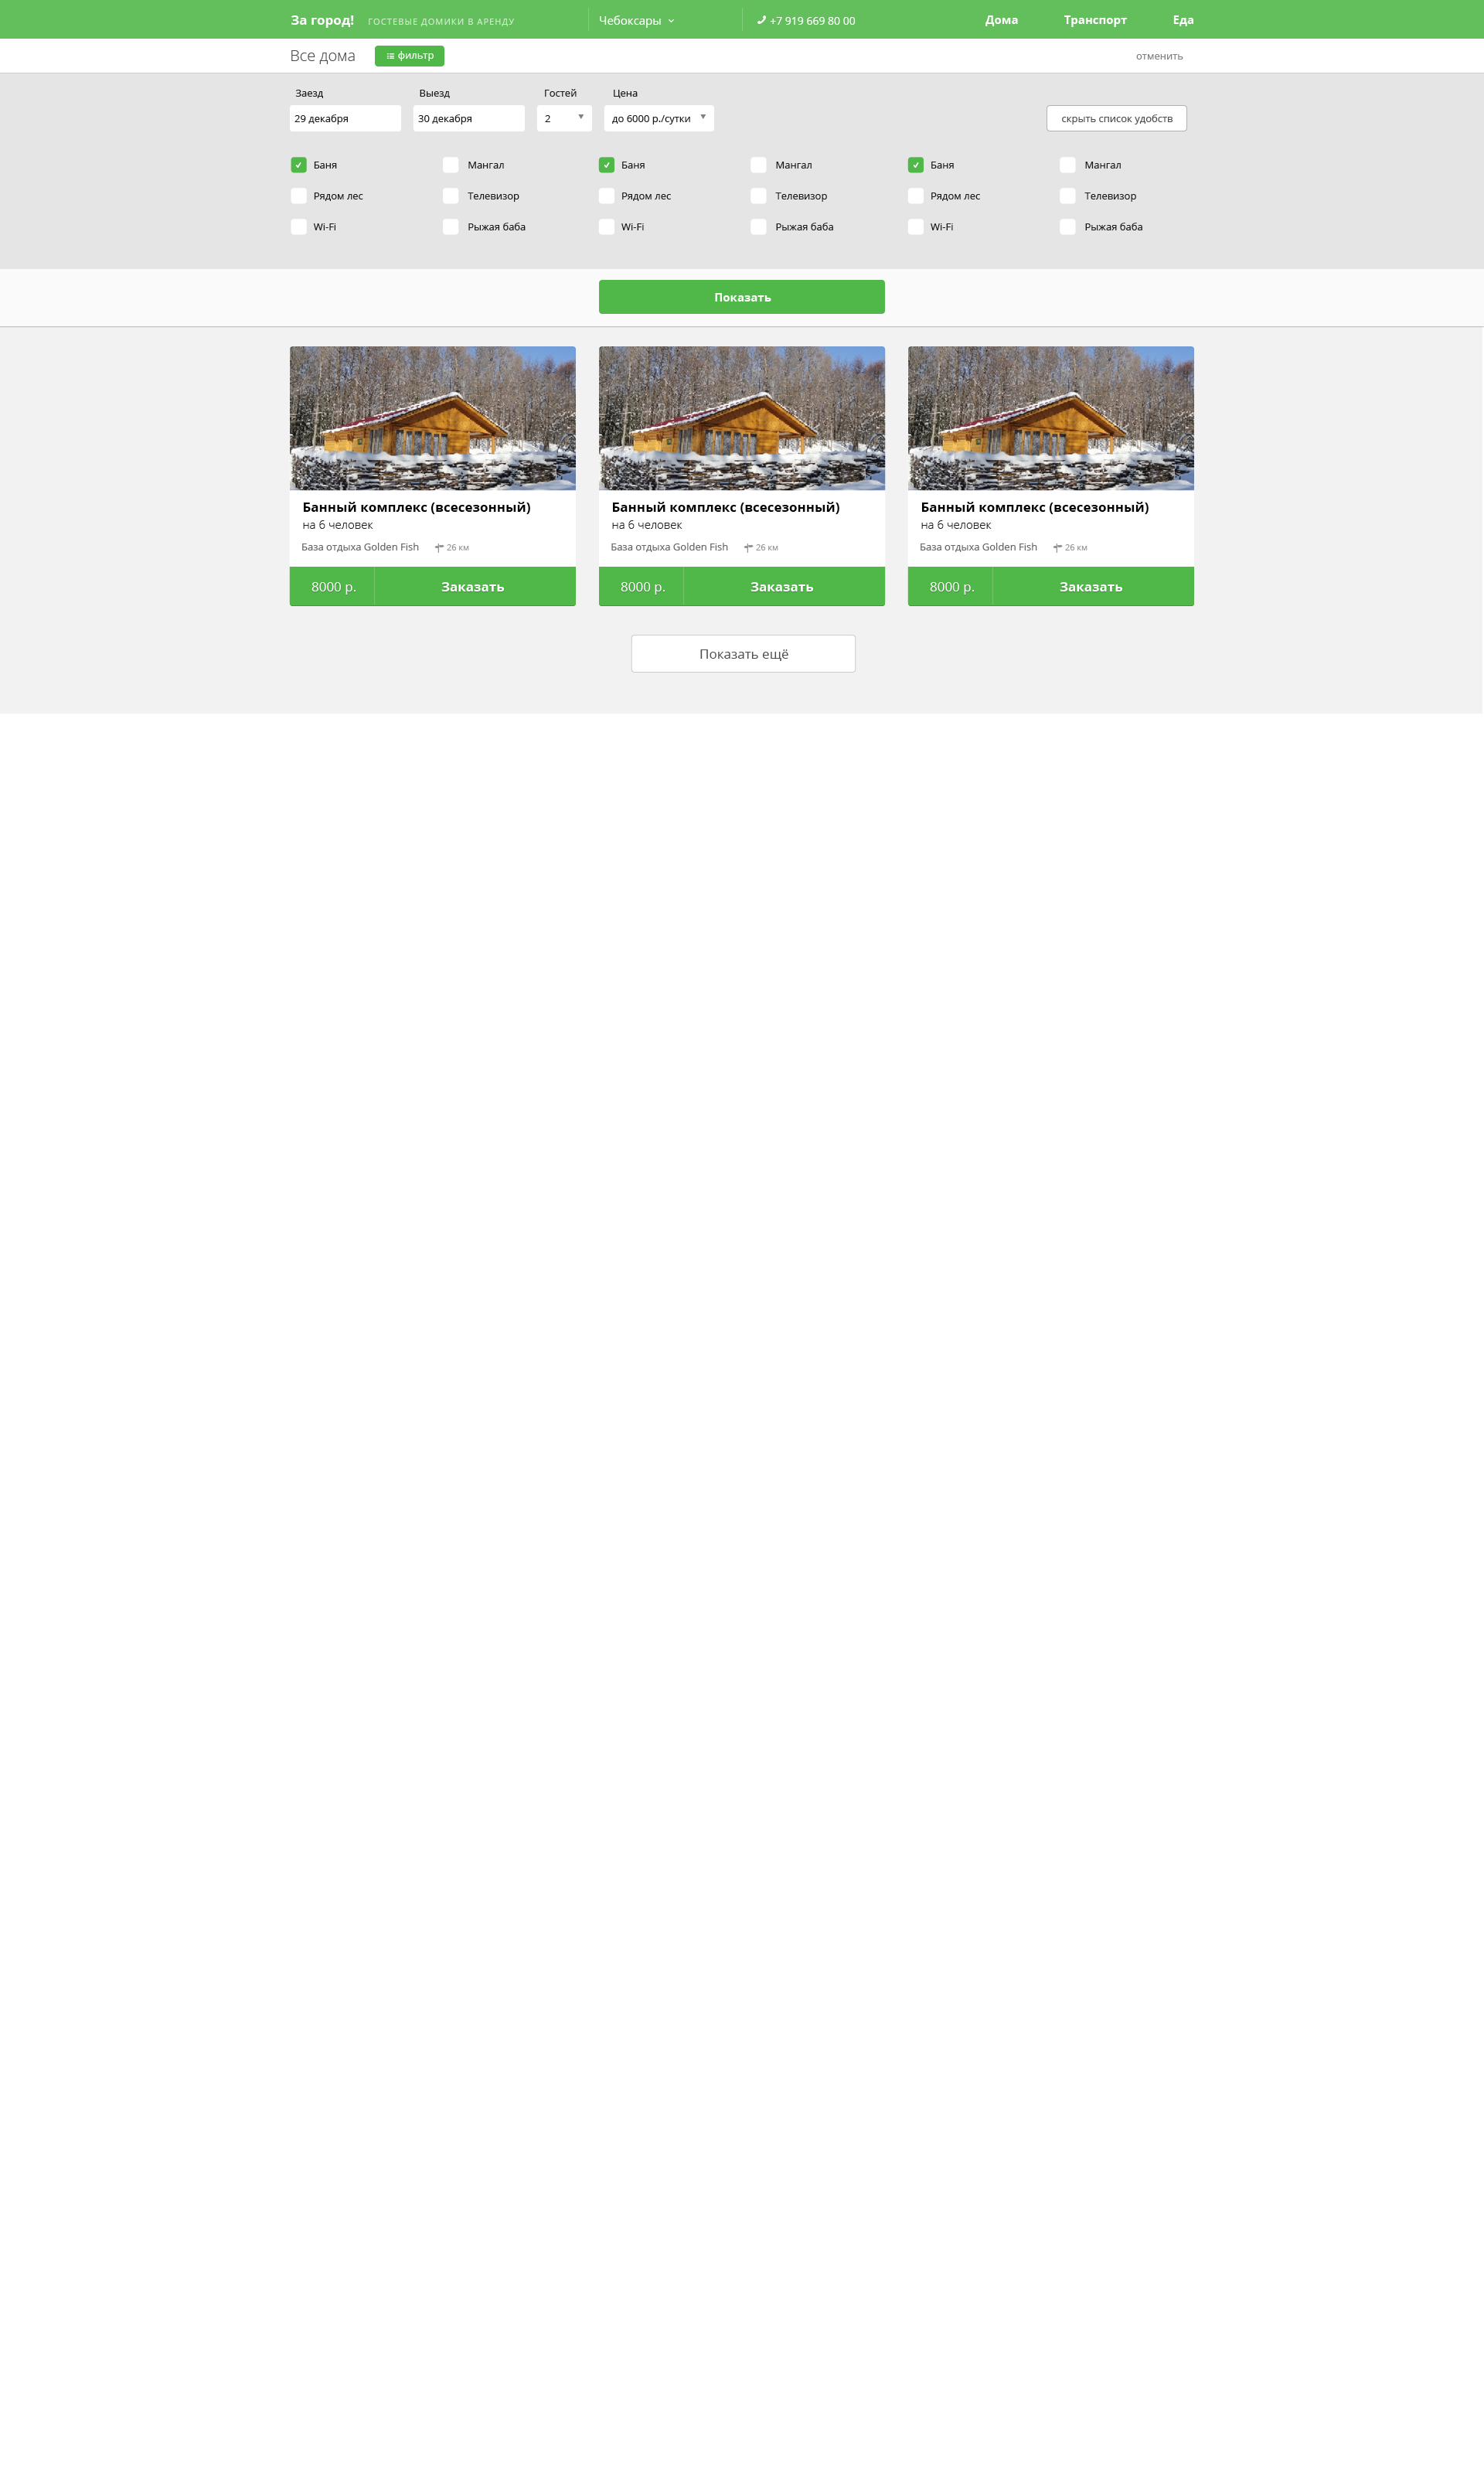 За город! ГОСТЕВЫЕ ДОМИКИ В АРЕНДУ Чебоксары +7 919 669 80 00 Дома Транспорт Еда
Все дома фильтр отменить
Заезд Выезд Гостей Цена
29 декабря 30 декабря 2 до 6000 р./сутки скрыть список удобств
Баня Мангал Баня Мангал Баня Мангал
Рядом лес Телевизор Рядом лес Телевизор Рядом лес Телевизор
Wi-Fi Рыжая баба Wi-Fi Рыжая баба Wi-Fi Рыжая баба
Показать
Банный комплекс (всесезонный) Банный комплекс (всесезонный) Банный комплекс (всесезонный)
на 6 человек на 6 человек на 6 человек
База отдыха Golden Fish 26 км База отдыха Golden Fish 26 км База отдыха Golden Fish 26 км
8000 р. Заказать 8000 р. Заказать 8000 р. Заказать
Показать ещё